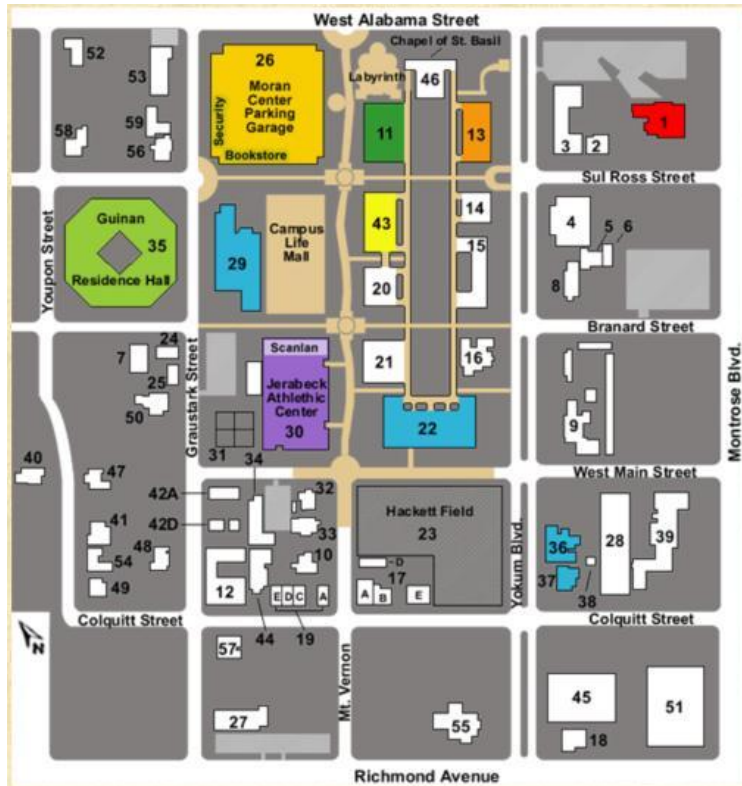 West Alabama Street
Chapel of St. Basil
52
53
26
Moran
Center
Parking
Garage
Security
Bookstore
Labyrinth
46
11
13
1
3
2
58
59
56
Sul Ross Street
Youpon Street
Guinan
35
Residence Hall
29
Campus
Life
Mall
43
14
15
20
4
5
6
8
Branard Street
24
7
25
50
Graustark Street
Scanlan
Jerabeck
Athlethic
Center
30
31
21
16
22
9
Montrose Blvd.
West Main Street
40
47
34
42A
32
42D
33
41
54
48
49
10
12
E
D
C
A
Hackett Field
23
D
17
A
B
E
Yokum Blvd.
36
37
38
28
39
N
Colquitt Street
44
19
Colquitt Street
57
27
Mt. Vernon
55
45
51
18
Richmond Avenue